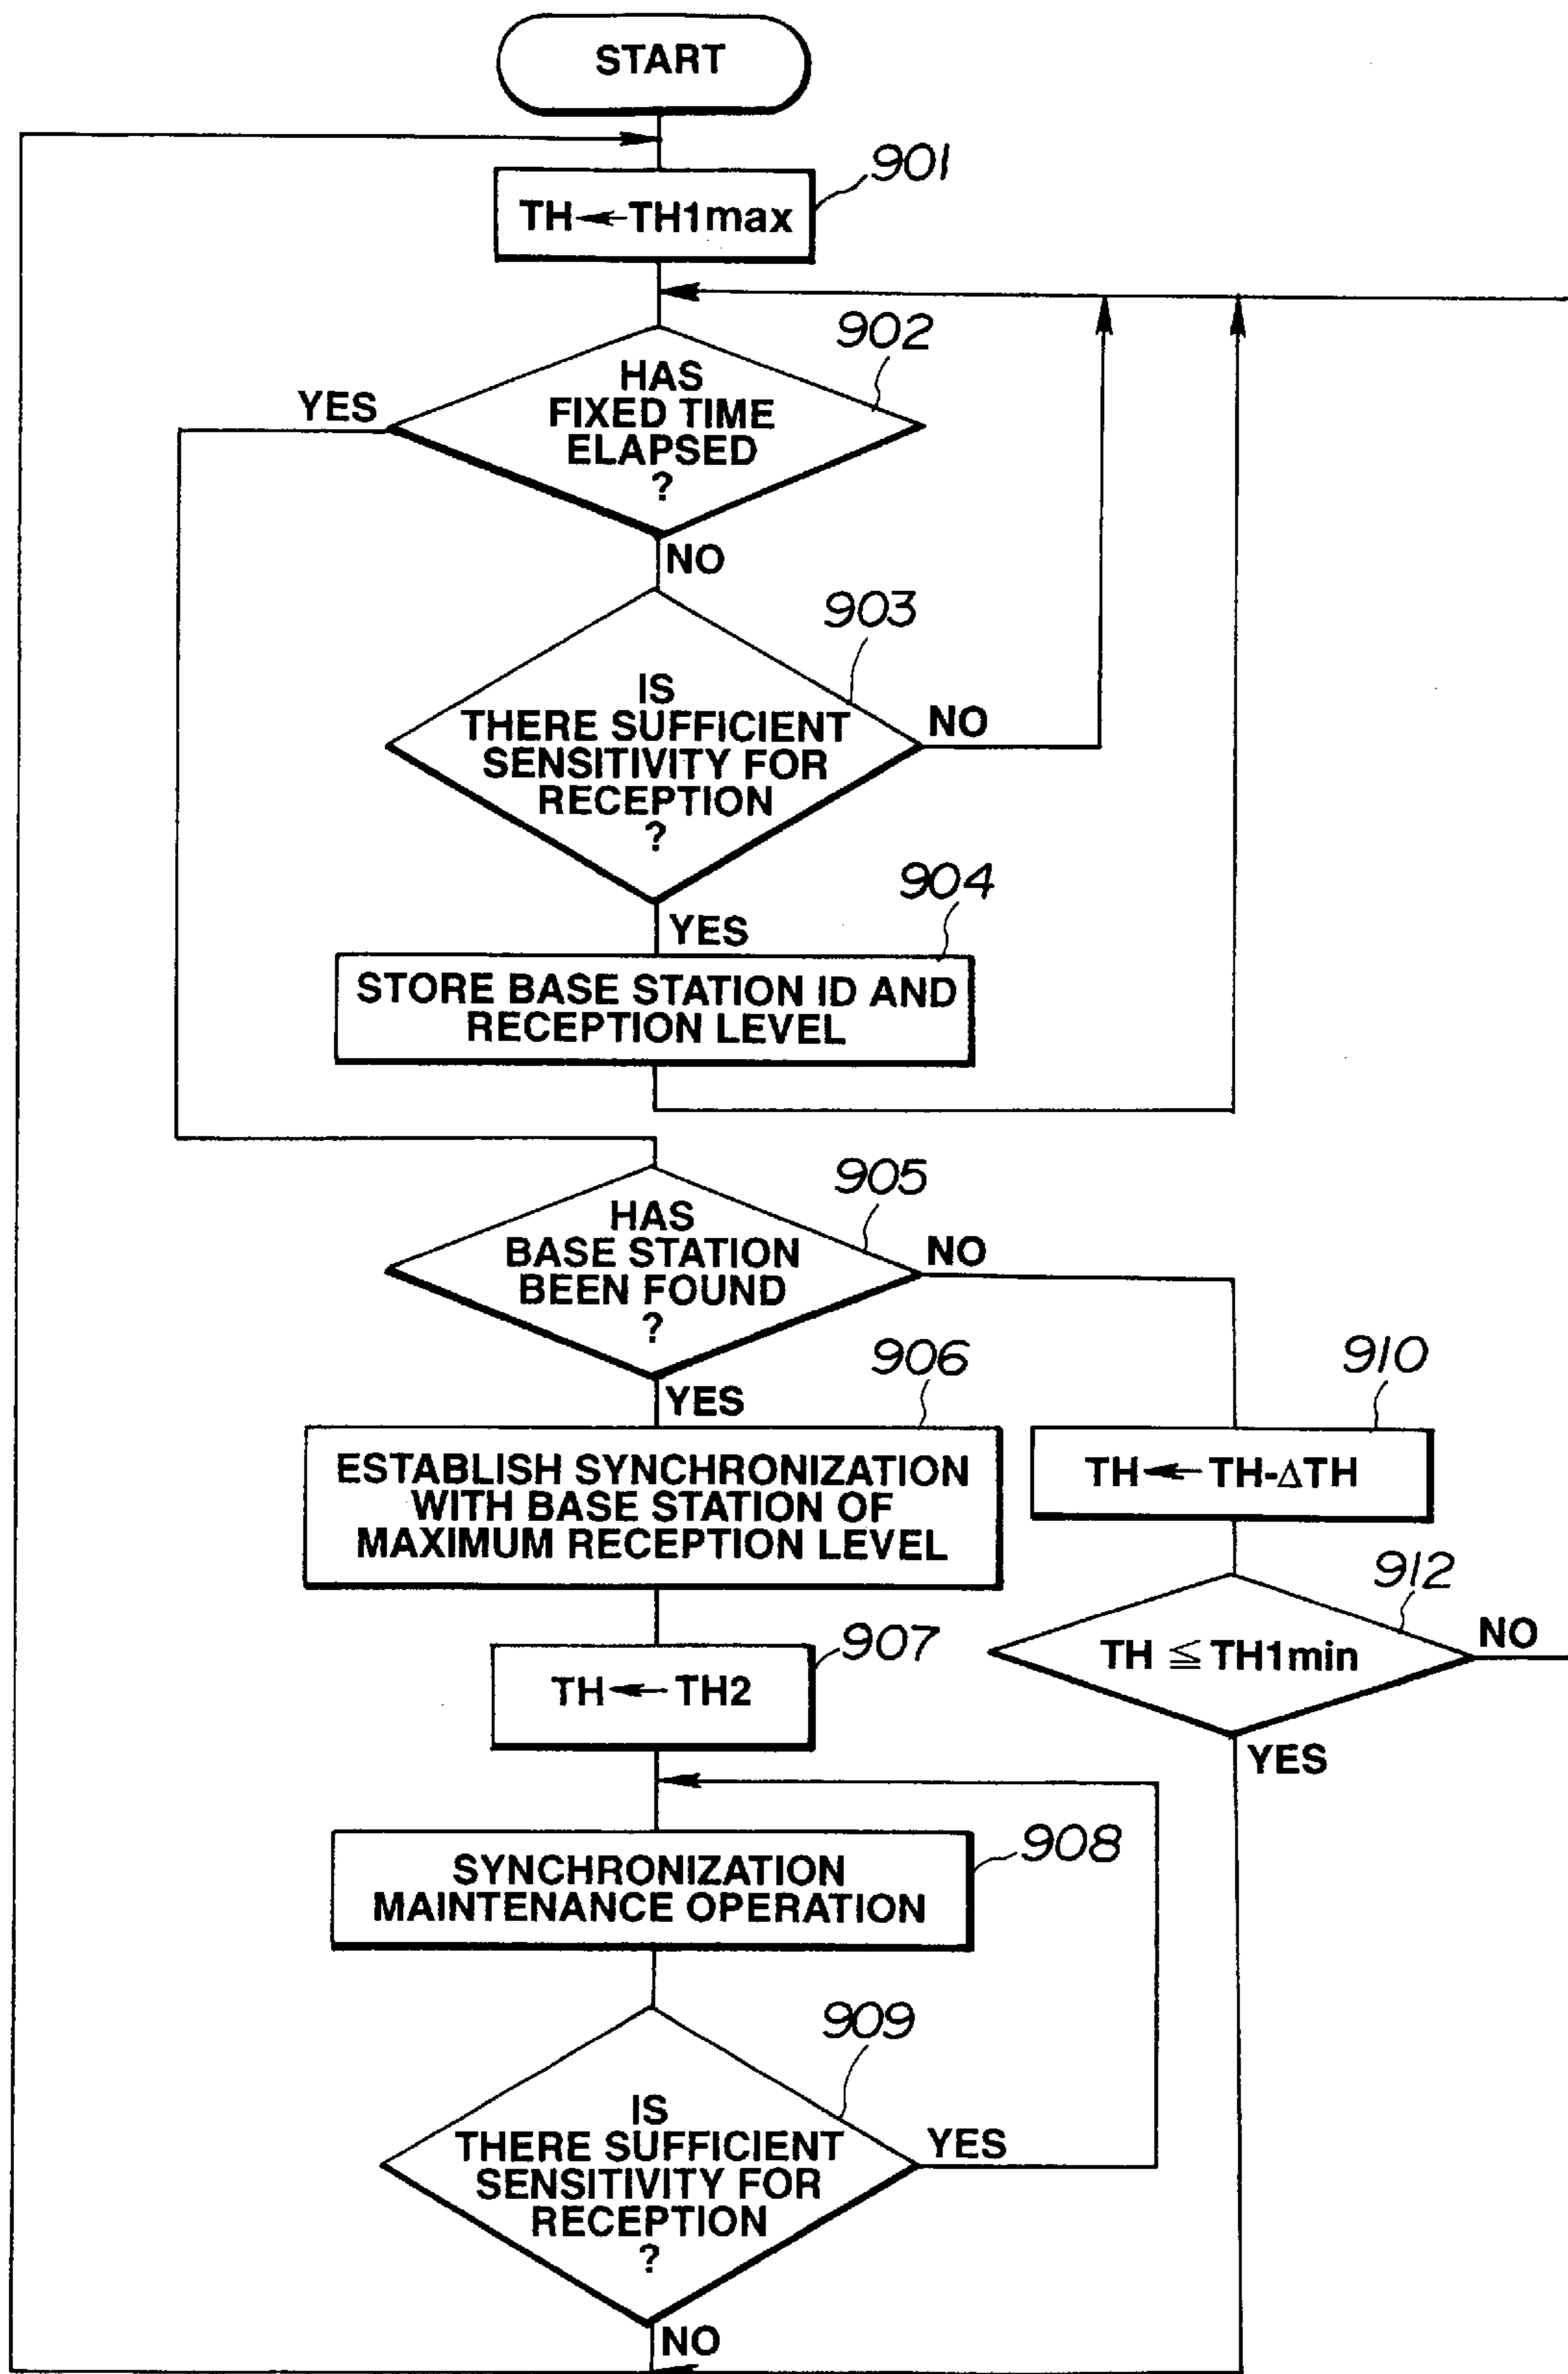 START
901
TH←TH1max
902
HAS
FIXED TIME
ELAPSED
?
YES
NO
903
IS
THERE SUFFICIENT
SENSITIVITY FOR
RECEPTION
?
NO
YES
904
STORE BASE STATION ID AND
RECEPTION LEVEL
905
HAS
BASE STATION
BEEN FOUND
?
NO
YES
906
ESTABLISH SYNCHRONIZATION
WITH BASE STATION OF
MAXIMUM RECEPTION LEVEL
910
TH←TH-ΔTH
912
TH ≦ TH1min
NO
YES
907
TH←TH2
908
SYNCHRONIZATION
MAINTENANCE OPERATION
909
IS
THERE SUFFICIENT
SENSITIVITY FOR
RECEPTION
?
YES
NO